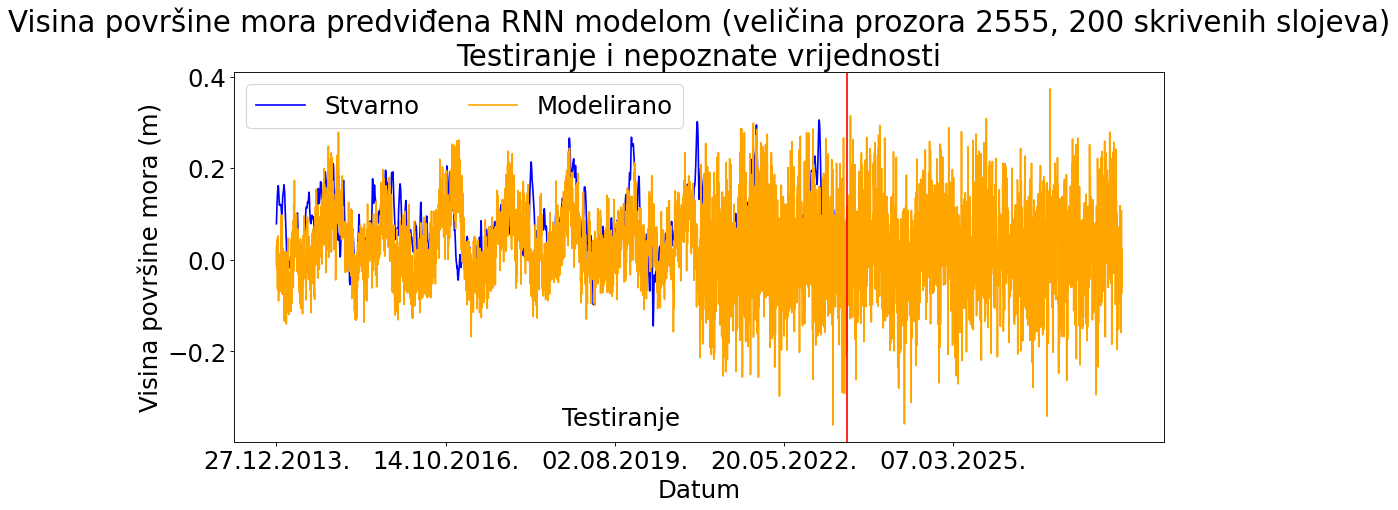 Visina površine mora predviđena RNN modelom (veličina prozora 2555, 200 skrivenih slojeva)
Testiranje i nepoznate vrijednosti
Stvarno Modelirano
Visina površine mora (m)
0.4
0.2
0.0
−0.2
Testiranje
27.12.2013. 14.10.2016. 02.08.2019. 20.05.2022. 07.03.2025.
Datum